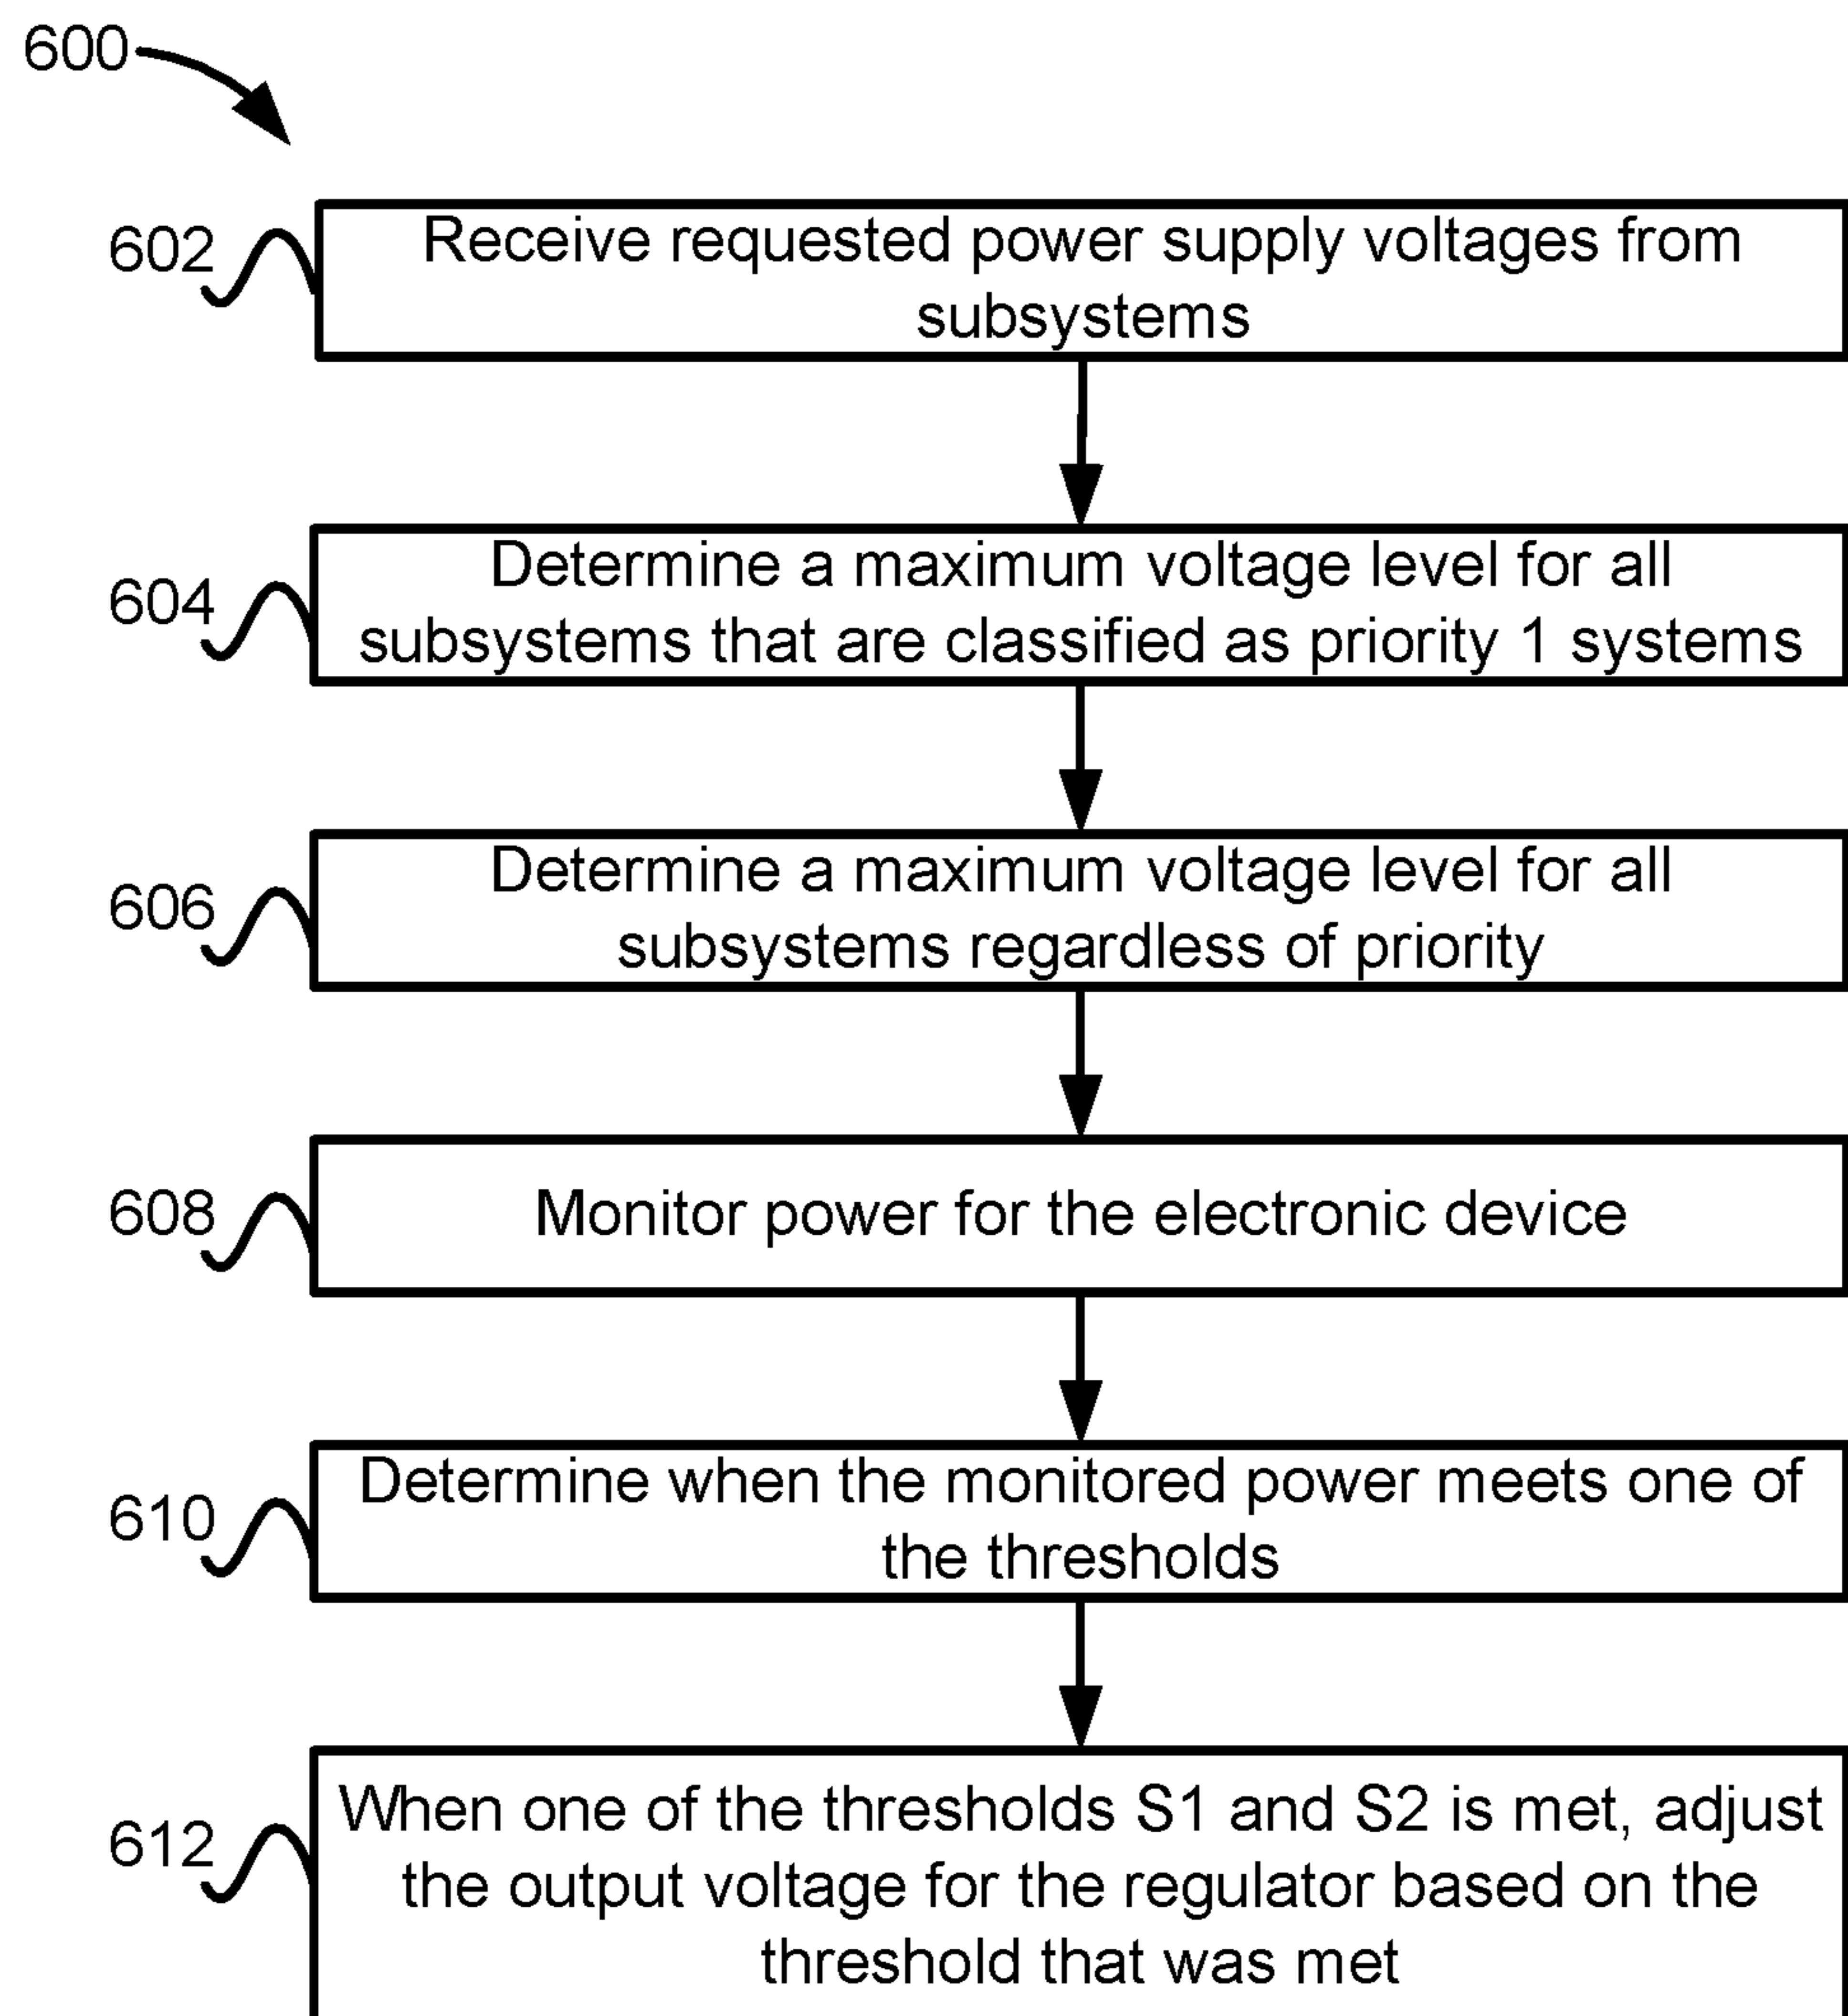 600
602
Receive requested power supply voltages from
subsystems
604
Determine a maximum voltage level for all
subsystems that are classified as priority 1 systems
606
Determine a maximum voltage level for all
subsystems regardless of priority
608
Monitor power for the electronic device
610
Determine when the monitored power meets one of
the thresholds
612
When one of the thresholds S1 and S2 is met, adjust
the output voltage for the regulator based on the
threshold that was met